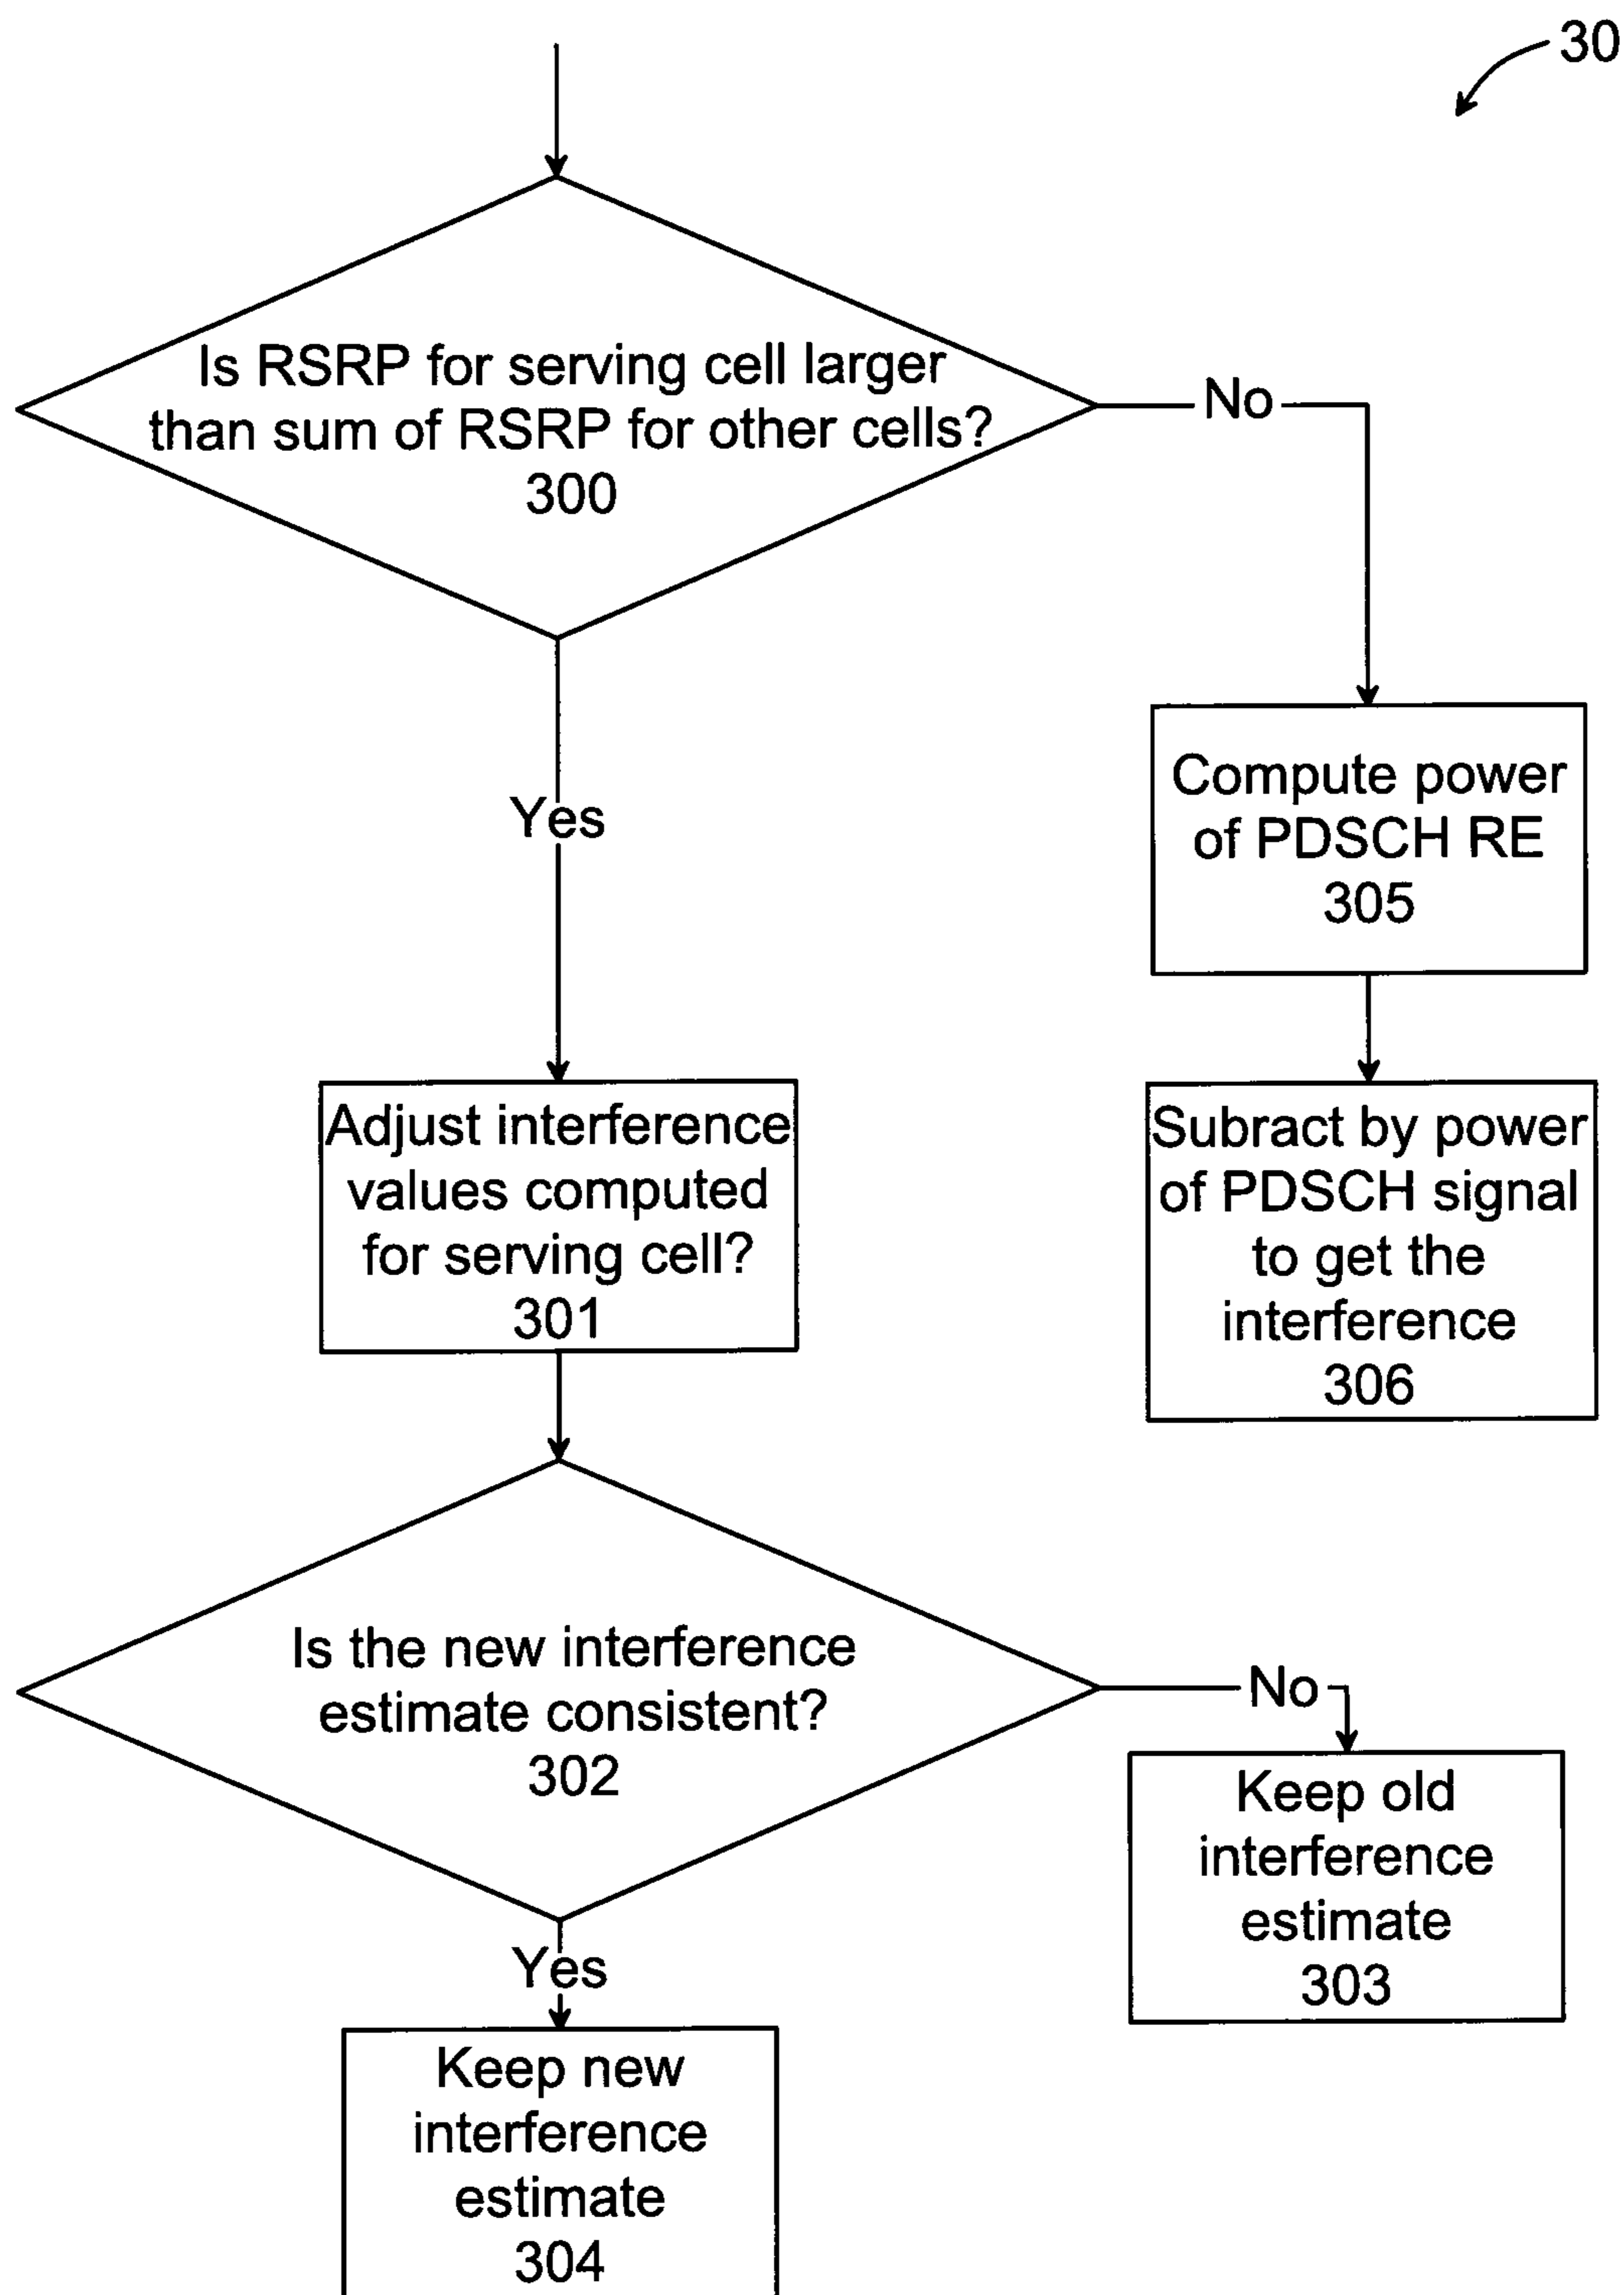 30
Is RSRP for serving cell larger
than sum of RSRP for other cells?
300
No
Yes
Compute power
of PDSCH RE
305
Adjust interference
values computed
for serving cell?
301
Subract by power
of PDSCH signal
to get the
interference
306
Is the new interference
estimate consistent?
302
No
Keep old
interference
estimate
303
Yes
Keep new
interference
estimate
304